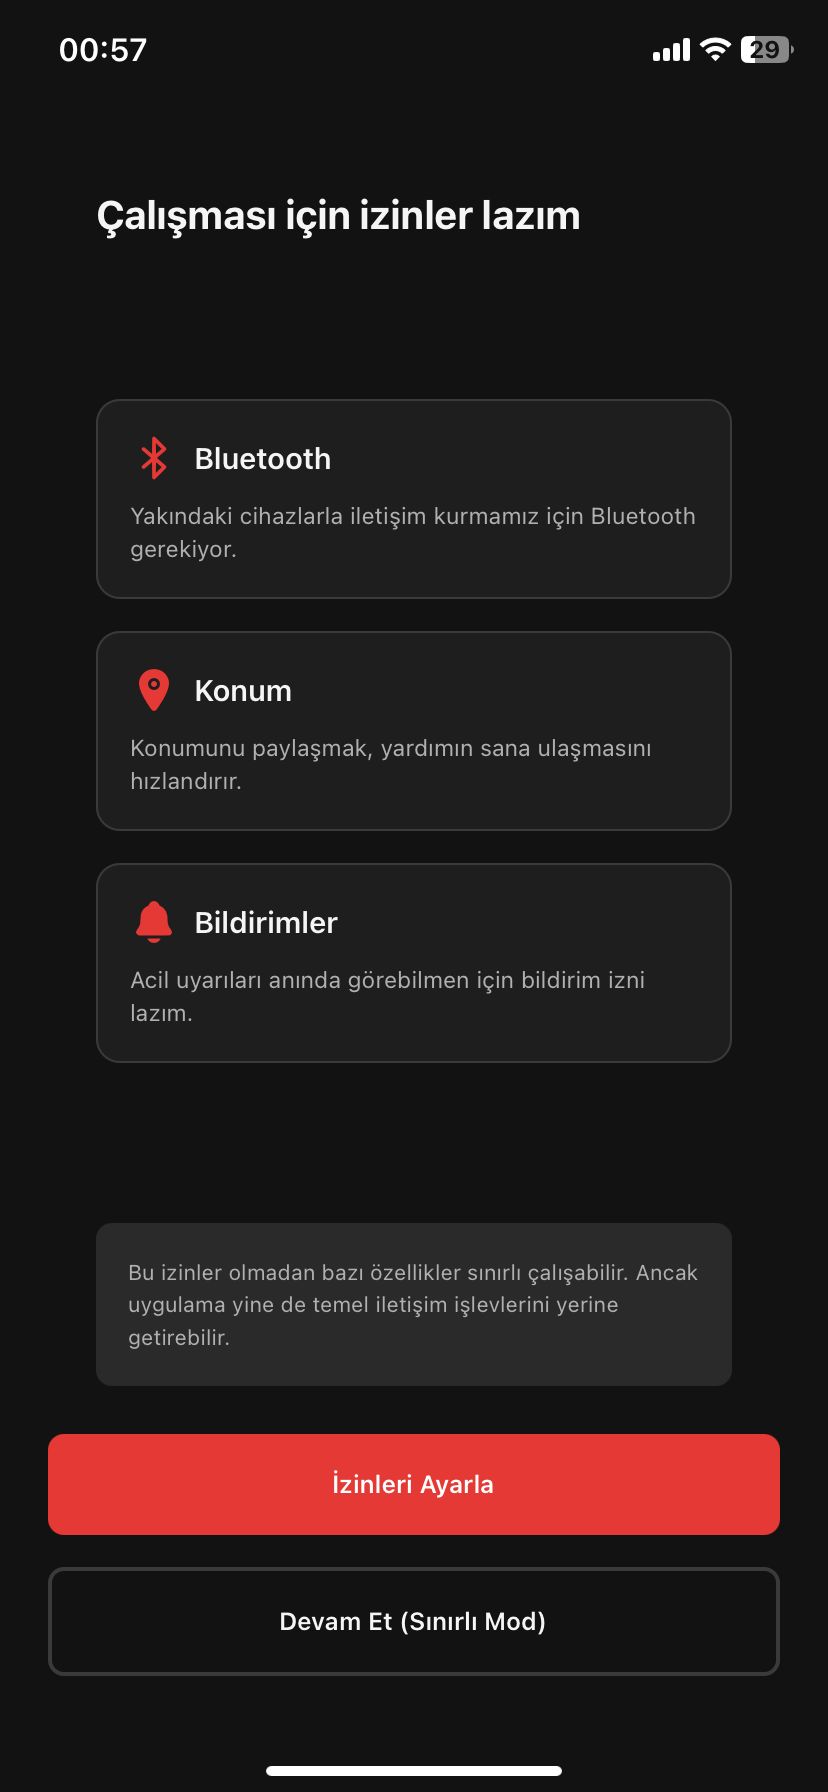 00:57
29
Çalışması için izinler lazım
Bluetooth
Yakındaki cihazlarla iletişim kurmamız için Bluetooth
gerekiyor.
Konum
Konumunu paylaşmak, yardımın sana ulaşmasını
hızlandırır.
Bildirimler
Acil uyarıları anında görebilmen için bildirim izni
lazım.
Bu izinler olmadan bazı özellikler sınırlı çalışabilir. Ancak
uygulama yine de temel iletişim işlevlerini yerine
getirebilir.
İzinleri Ayarla
Devam Et (Sınırlı Mod)